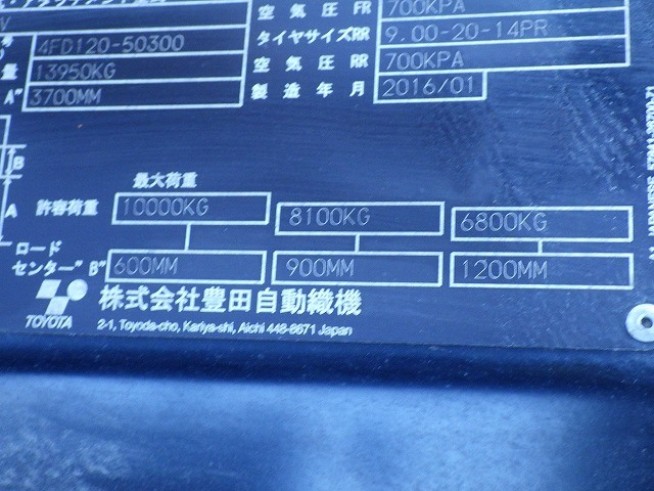 空気圧 FR 700KPA
V
タイヤサイズRR 9.00-20-14PR
4FD120-50300
空気圧 RR 700KPA
量 13950KG
製造年月 2016/01
A" 3700MM
B
最大荷重
A
許容荷重 10000KG 8100KG 6800KG
ロード
センター"B" 600MM 900MM 1200MM
TOYOTA
株式会社豊田自動織機
2-1, Toyoda-cho, Kariya-shi, Aichi 448-8671 Japan